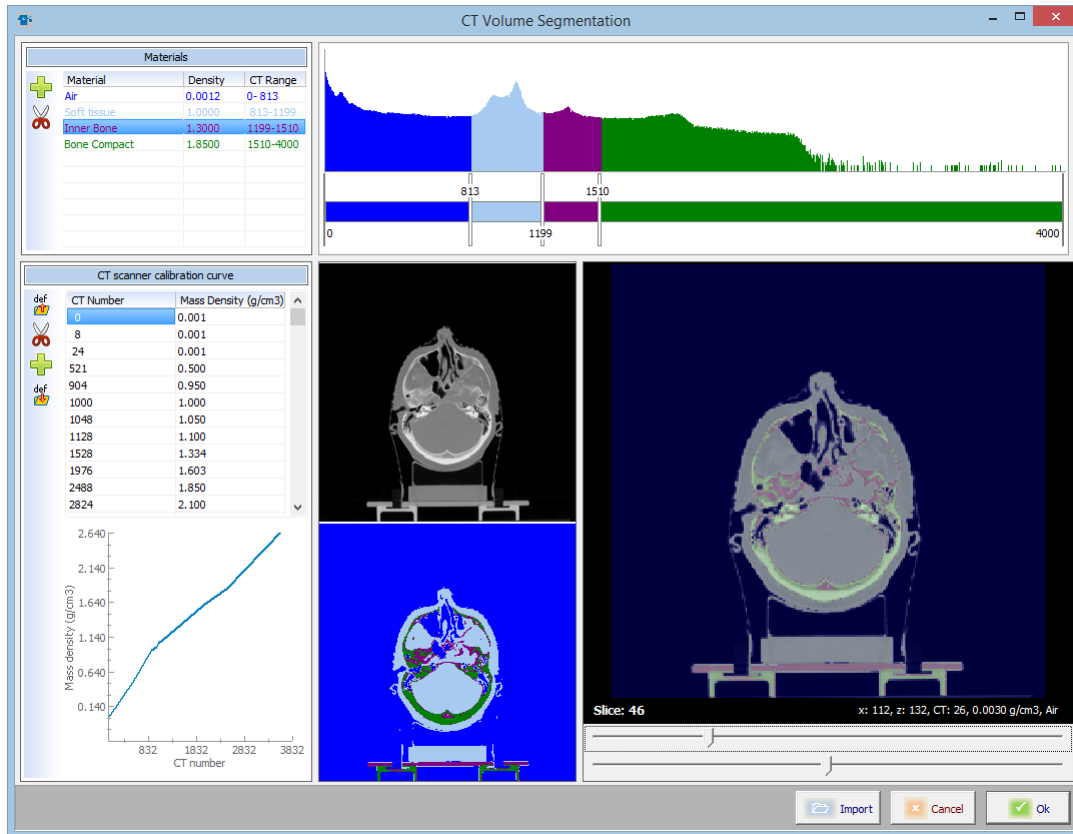 CT Volume Segmentation
Materials
Material Density CT Range
Air 0.0012 0-813
Soft tissue 1.0000 813-1199
Inner Bone 1.3000 1199-1510
Bone Compact 1.8500 1510-4000
813 1510
0 1199 4000
CT scanner calibration curve
def
def
CT Number Mass Density (g/cm3)
0 0.001
8 0.001
24 0.001
521 0.500
904 0.950
1000 1.000
1048 1.050
1128 1.100
1528 1.334
1976 1.603
2488 1.850
2824 2.100
Mass density (g/cm3)
2.640
2.140
1.640
1.140
0.640
0.140
832 1832 2832 3832
CT number
Slice: 46
x: 112, z: 132, CT: 26, 0.0030 g/cm3, Air
Import Cancel Ok